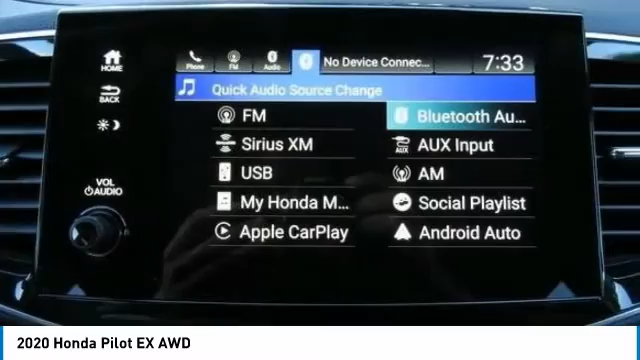 HOME
BACK
VOL
AUDIO
Phone
FM
Audio
No Device Connec...
7:33
Quick Audio Source Change
FM
Bluetooth Au...
Sirius XM
AUX
AUX Input
USB
AM
My Honda M...
Social Playlist
Apple CarPlay
Android Auto
2020 Honda Pilot EX AWD